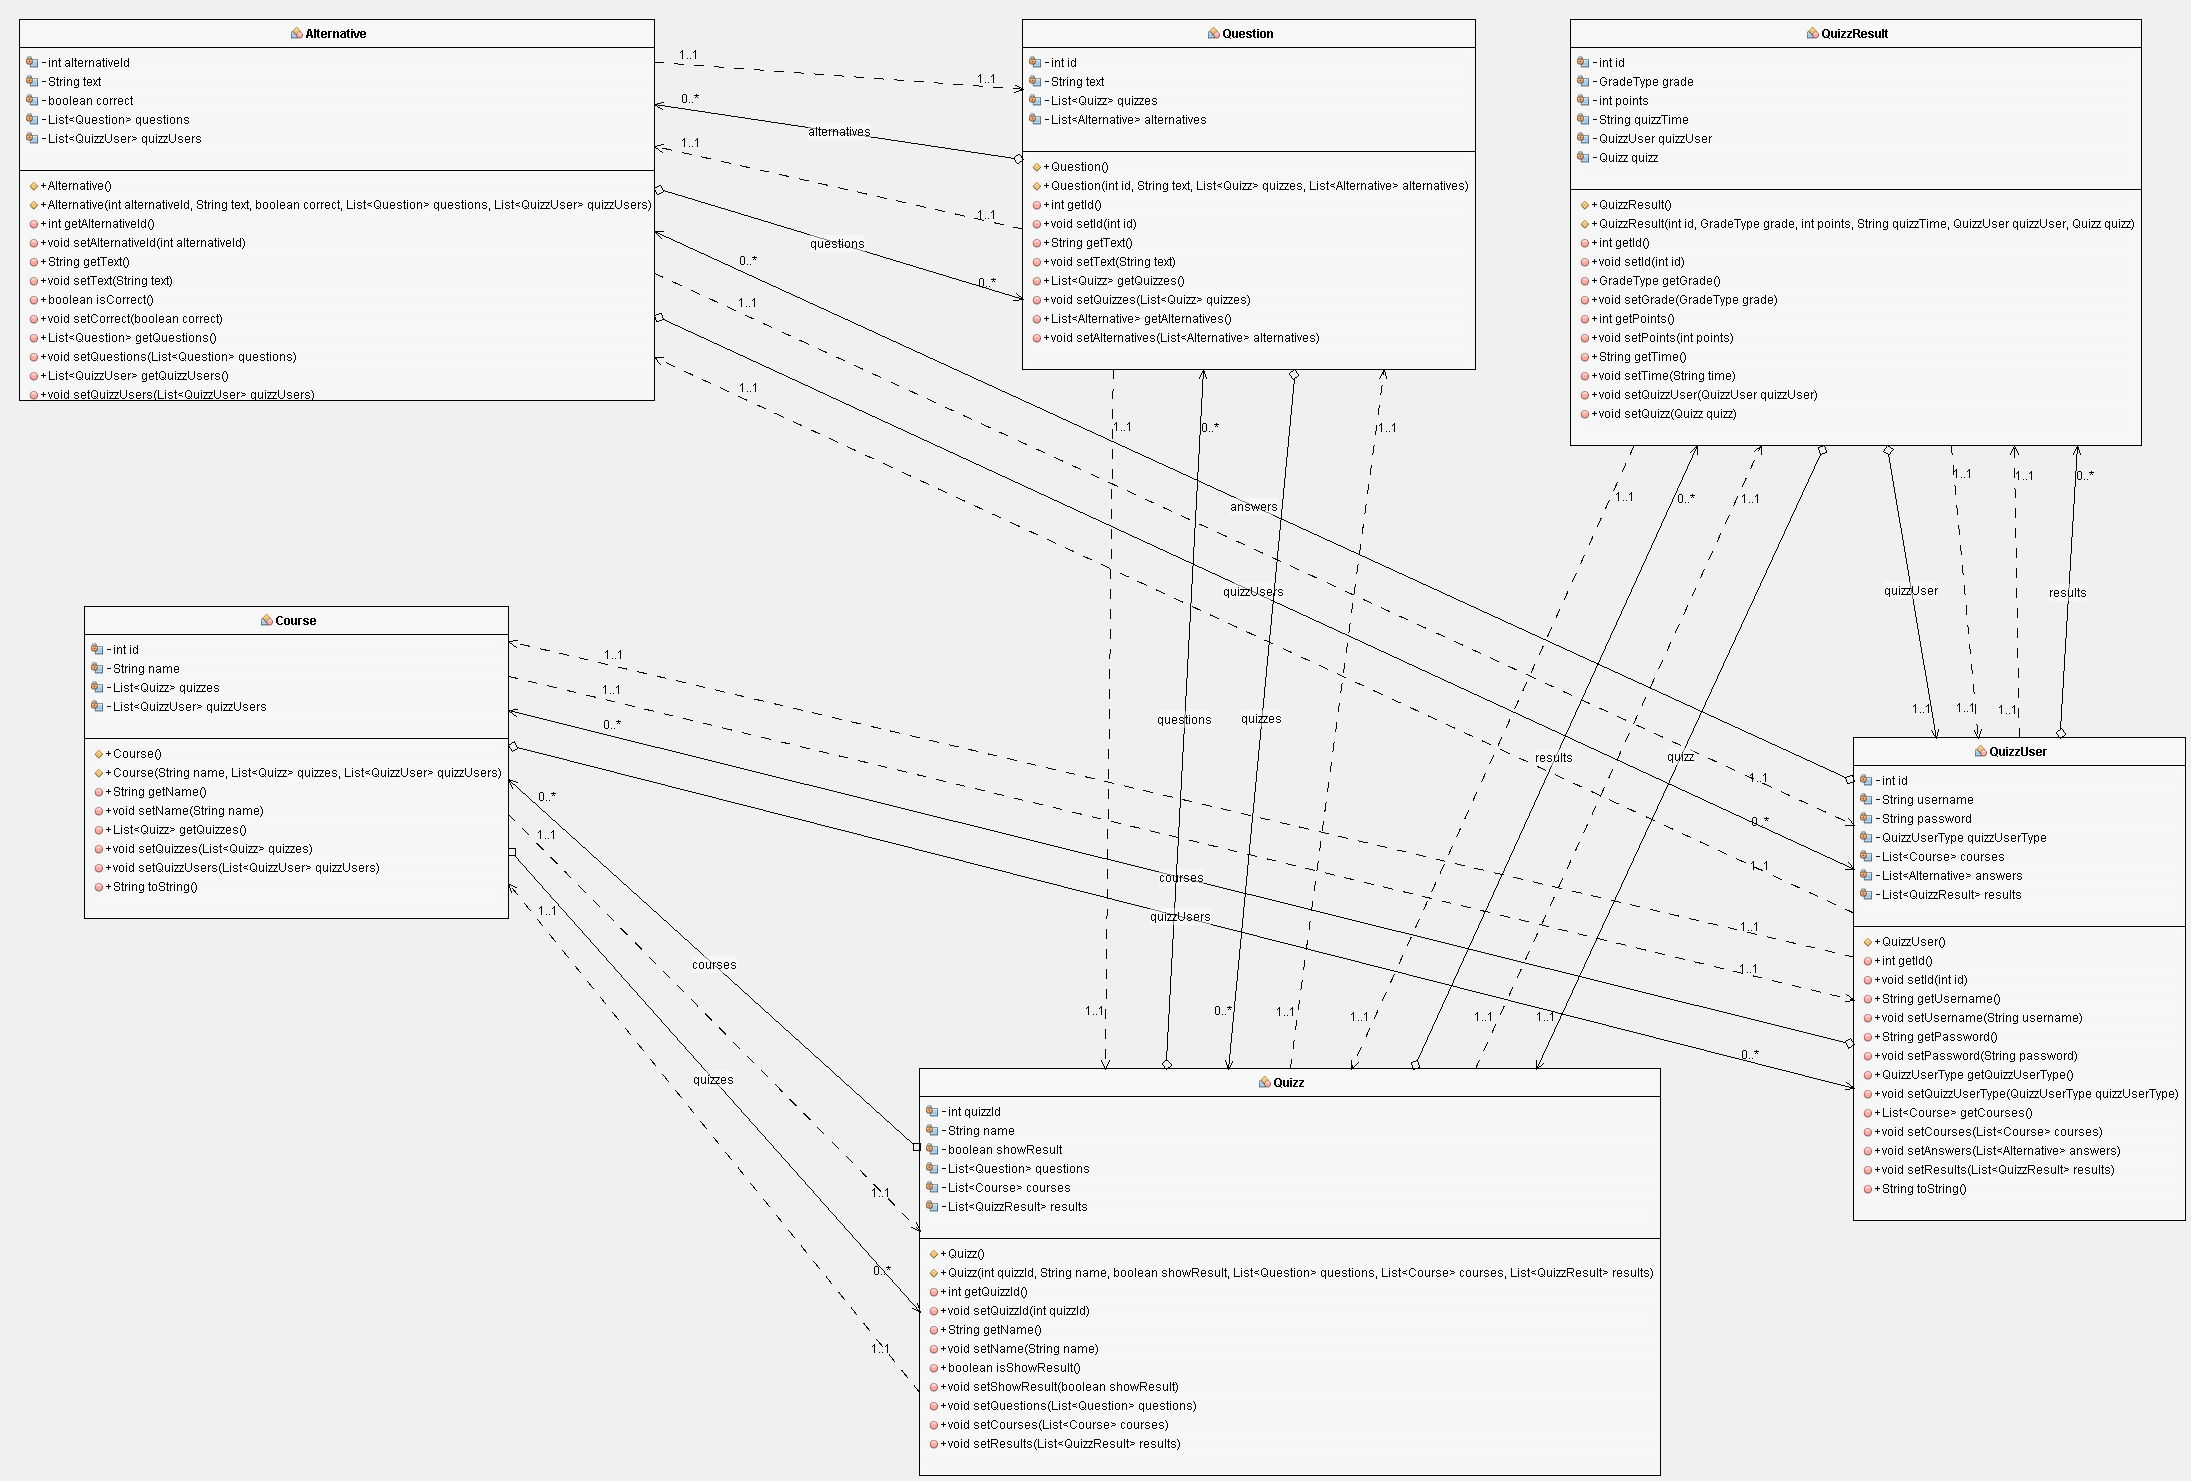 Alternative
-int alternativeId
-String text
-boolean correct
-List<Question> questions
-List<QuizzUser> quizzUsers
+Alternative()
+Alternative(int alternativeId, String text, boolean correct, List<Question> questions, List<QuizzUser> quizzUsers)
+int getAlternativeId()
+void setAlternativeId(int alternativeId)
+String getText()
+void setText(String text)
+boolean isCorrect()
+void setCorrect(boolean correct)
+List<Question> getQuestions()
+void setQuestions(List<Question> questions)
+List<QuizzUser> getQuizzUsers()
+void setQuizzUsers(List<QuizzUser> quizzUsers)
1..1
1..1
0..*
alternatives
1..1
1..1
questions
0..*
0..*
1..1
1..1
Question
-int id
-String text
-List<Quizz> quizzes
-List<Alternative> alternatives
+Question()
+Question(int id, String text, List<Quizz> quizzes, List<Alternative> alternatives)
+int getId()
+void setId(int id)
+String getText()
+void setText(String text)
+List<Quizz> getQuizzes()
+void setQuizzes(List<Quizz> quizzes)
+List<Alternative> getAlternatives()
+void setAlternatives(List<Alternative> alternatives)
QuizzResult
-int id
-GradeType grade
-int points
-String quizzTime
-QuizzUser quizzUser
-Quizz quizz
+QuizzResult()
+QuizzResult(int id, GradeType grade, int points, String quizzTime, QuizzUser quizzUser, Quizz quizz)
+int getId()
+void setId(int id)
+GradeType getGrade()
+void setGrade(GradeType grade)
+int getPoints()
+void setPoints(int points)
+String getTime()
+void setTime(String time)
+void setQuizzUser(QuizzUser quizzUser)
+void setQuizz(Quizz quizz)
1..1
0..*
1..1
1..1
0..*
1..1
1..1
1..1
0..*
answers
quizzUsers
quizzUser
results
questions
quizzes
results
quizz
1..1
1..1
1..1
1..1
0..*
1..1
Course
-int id
-String name
-List<Quizz> quizzes
-List<QuizzUser> quizzUsers
+Course()
+Course(String name, List<Quizz> quizzes, List<QuizzUser> quizzUsers)
+String getName()
+void setName(String name)
+List<Quizz> getQuizzes()
+void setQuizzes(List<Quizz> quizzes)
+void setQuizzUsers(List<QuizzUser> quizzUsers)
+String toString()
1..1
1..1
0..*
0..*
1..1
1..1
courses
quizzUsers
courses
quizzes
1..1
1..1
0..*
1..1
0..*
1..1
1..1
0..*
1..1
1..1
1..1
0..*
1..1
QuizzUser
-int id
-String username
-String password
-QuizzUserType quizzUserType
-List<Course> courses
-List<Alternative> answers
-List<QuizzResult> results
+QuizzUser()
+int getId()
+void setId(int id)
+String getUsername()
+void setUsername(String username)
+String getPassword()
+void setPassword(String password)
+QuizzUserType getQuizzUserType()
+void setQuizzUserType(QuizzUserType quizzUserType)
+List<Course> getCourses()
+void setCourses(List<Course> courses)
+void setAnswers(List<Alternative> answers)
+void setResults(List<QuizzResult> results)
+String toString()
Quizz
-int quizzId
-String name
-boolean showResult
-List<Question> questions
-List<Course> courses
-List<QuizzResult> results
+Quizz()
+Quizz(int quizzId, String name, boolean showResult, List<Question> questions, List<Course> courses, List<QuizzResult> results)
+int getQuizzId()
+void setQuizzId(int quizzId)
+String getName()
+void setName(String name)
+boolean isShowResult()
+void setShowResult(boolean showResult)
+void setQuestions(List<Question> questions)
+void setCourses(List<Course> courses)
+void setResults(List<QuizzResult> results)